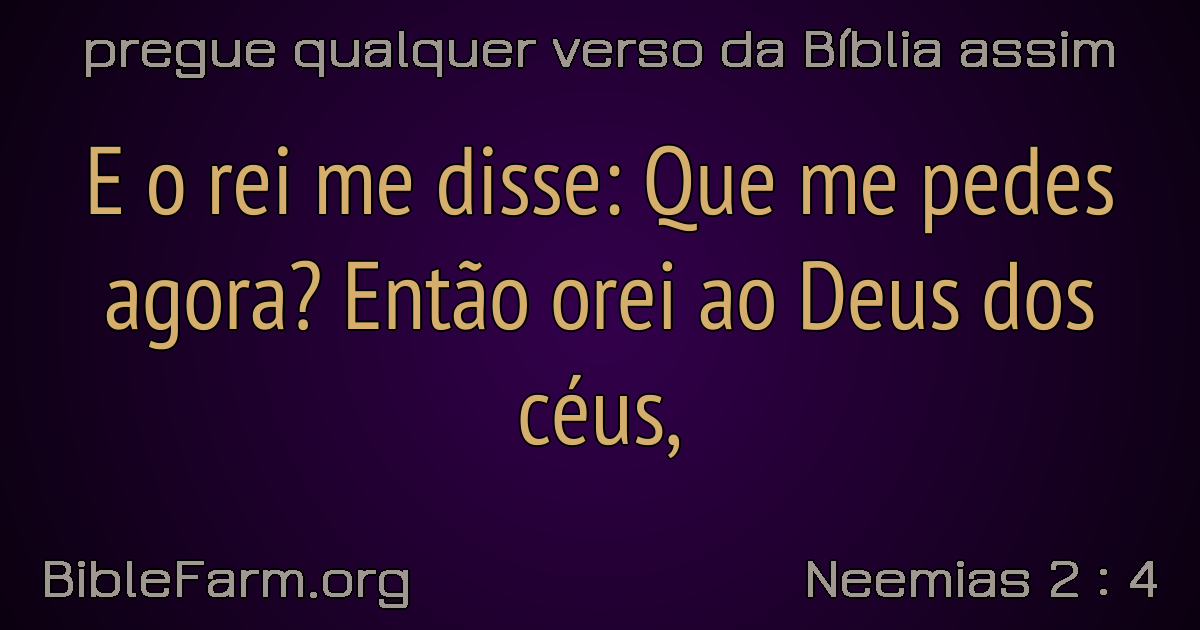 pregue qualquer verso da Bíblia assim
E o rei me disse: Que me pedes
agora? Então orei ao Deus dos
céus,
BibleFarm.org
Neemias 2 : 4